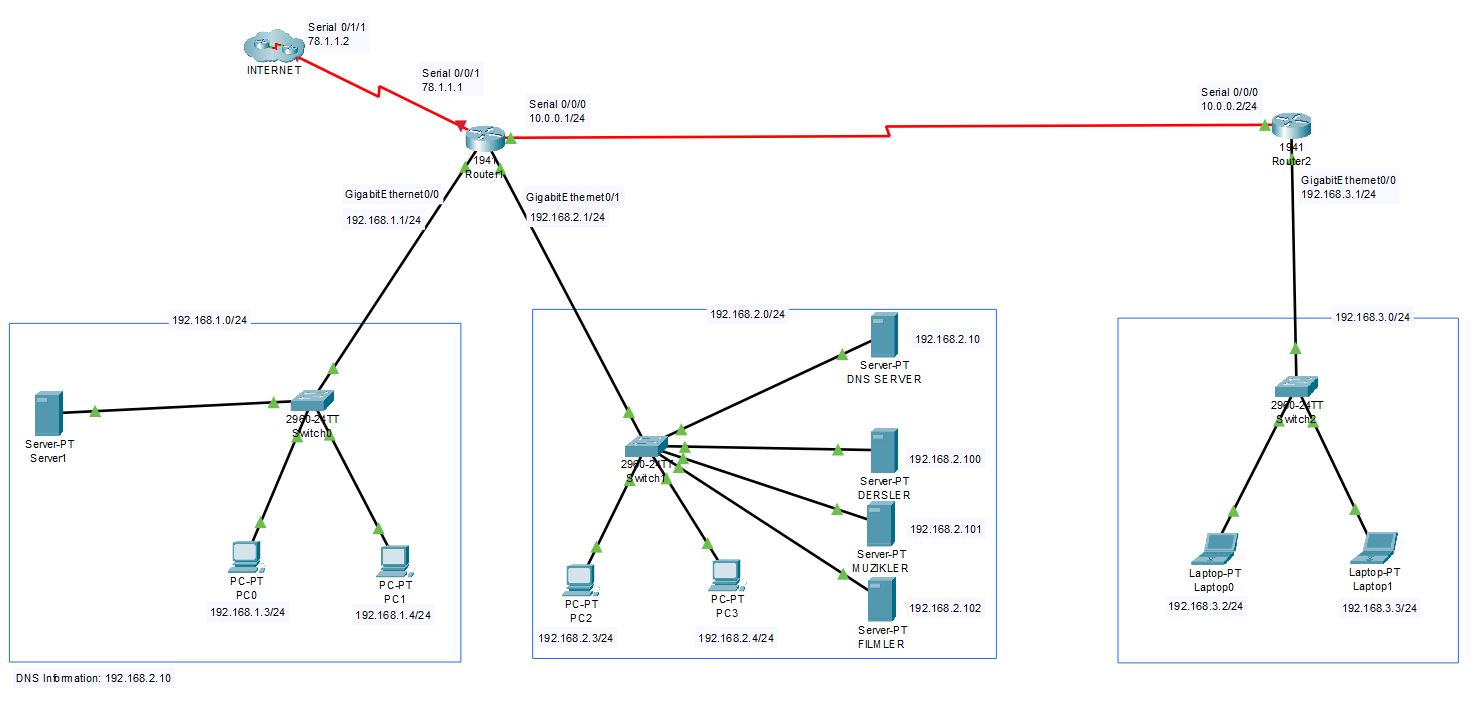 Serial 0/1/1
78.1.1.2
INTERNET
Serial 0/0/1
78.1.1.1
Serial 0/0/0
10.0.0.1/24
Serial 0/0/0
10.0.0.2/24
1941
Router1
1941
Router2
GigabitEthernet0/0
192.168.1.1/24
GigabitEthernet0/1
192.168.2.1/24
GigabitEthernet0/0
192.168.3.1/24
192.168.1.0/24
Server-PT
Server1
2960-24TT
Switch0
PC-PT
PC0
192.168.1.3/24
PC-PT
PC1
192.168.1.4/24
192.168.2.0/24
Server-PT
DNS SERVER
192.168.2.10
2960-24TT
Switch1
Server-PT
DERSLER
192.168.2.100
Server-PT
MUZIKLER
192.168.2.101
Server-PT
FILMLER
192.168.2.102
PC-PT
PC2
192.168.2.3/24
PC-PT
PC3
192.168.2.4/24
192.168.3.0/24
2960-24TT
Switch2
Laptop-PT
Laptop0
192.168.3.2/24
Laptop-PT
Laptop1
192.168.3.3/24
DNS Information: 192.168.2.10